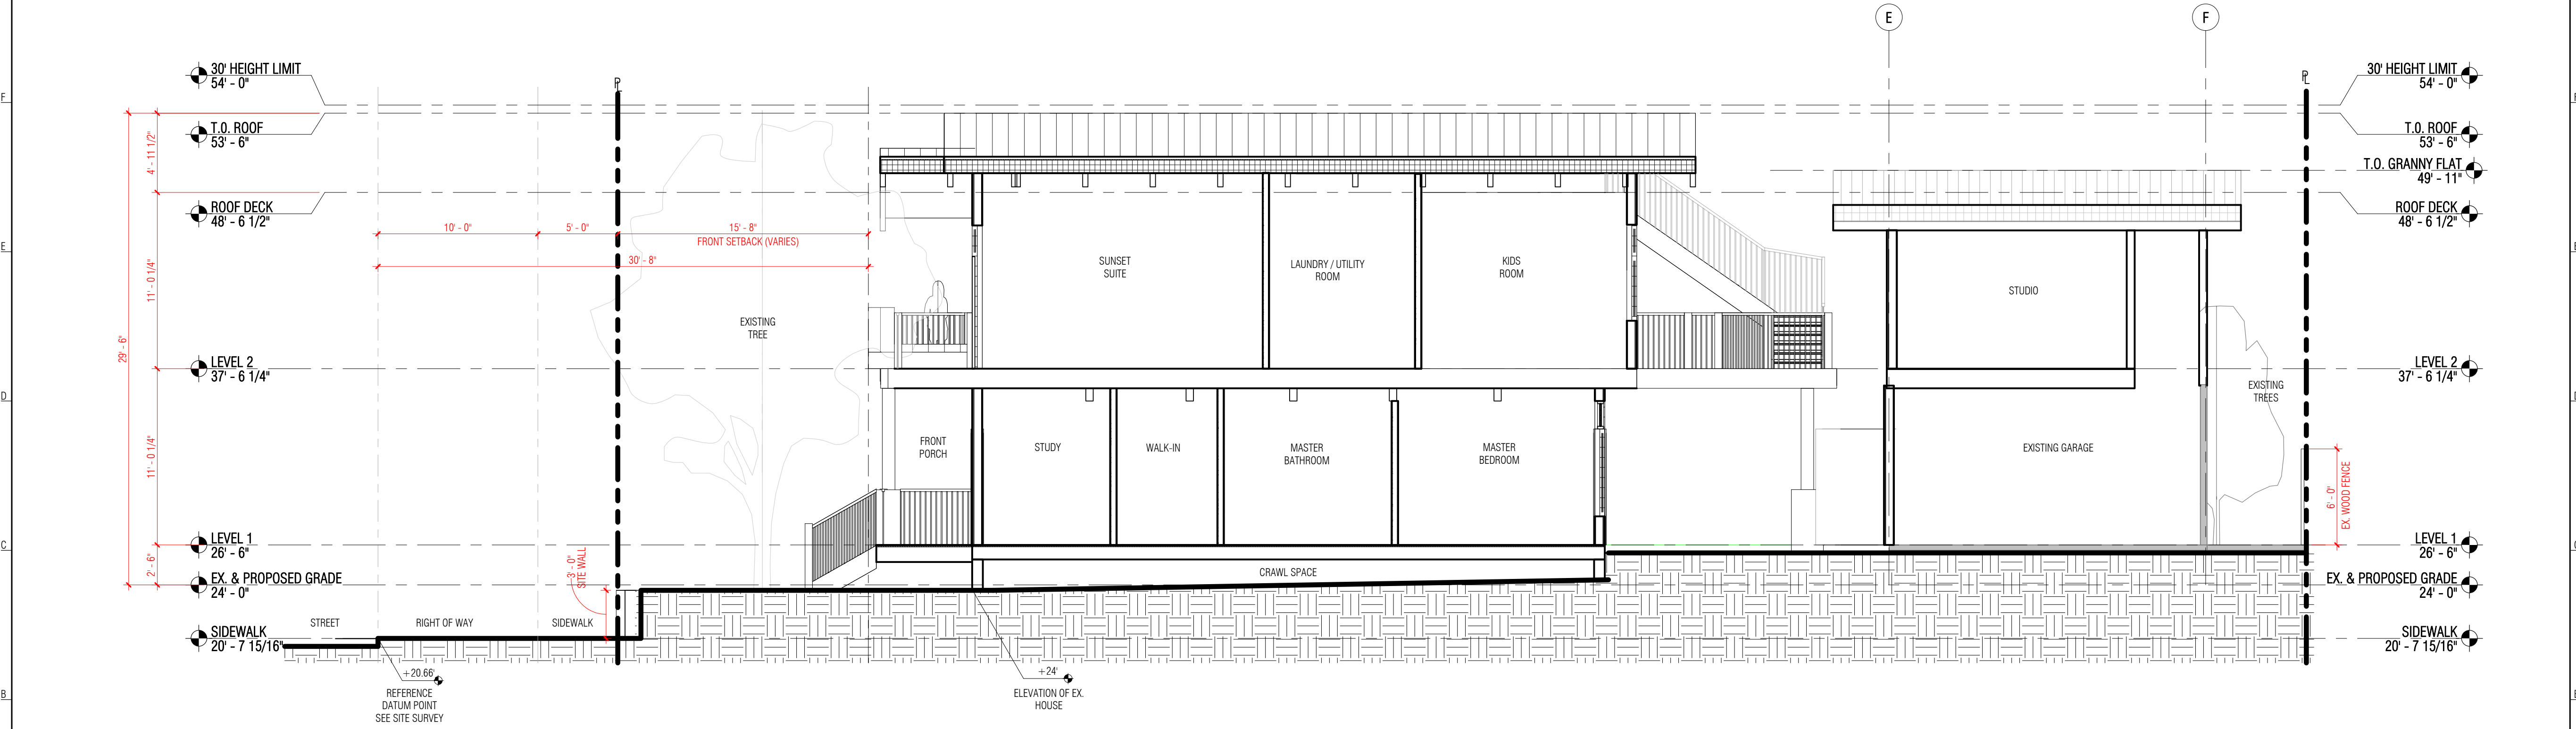 E
F
30' HEIGHT LIMIT
54' - 0"
T.O. ROOF
53' - 6"
ROOF DECK
48' - 6 1/2"
LEVEL 2
37' - 6 1/4"
LEVEL 1
26' - 6"
EX. & PROPOSED GRADE
24' - 0"
SIDEWALK
20' - 7 15/16"
29' - 6"
4' - 11 1/2"
11' - 0 1/4"
11' - 0 1/4"
2' - 6"
PL
10' - 0"
5' - 0"
15' - 8"
FRONT SETBACK (VARIES)
30' - 8"
EXISTING
TREE
3' - 0"
SITE WALL
STREET
RIGHT OF WAY
SIDEWALK
+20.66'
REFERENCE
DATUM POINT
SEE SITE SURVEY
SUNSET
SUITE
LAUNDRY / UTILITY
ROOM
KIDS
ROOM
FRONT
PORCH
STUDY
WALK-IN
MASTER
BATHROOM
MASTER
BEDROOM
CRAWL SPACE
+24'
ELEVATION OF EX.
HOUSE
STUDIO
EXISTING GARAGE
EXISTING
TREES
PL
6' - 0"
EX. WOOD FENCE
30' HEIGHT LIMIT
54' - 0"
T.O. ROOF
53' - 6"
T.O. GRANNY FLAT
49' - 11"
ROOF DECK
48' - 6 1/2"
LEVEL 2
37' - 6 1/4"
LEVEL 1
26' - 6"
EX. & PROPOSED GRADE
24' - 0"
SIDEWALK
20' - 7 15/16"
F
E
D
C
B